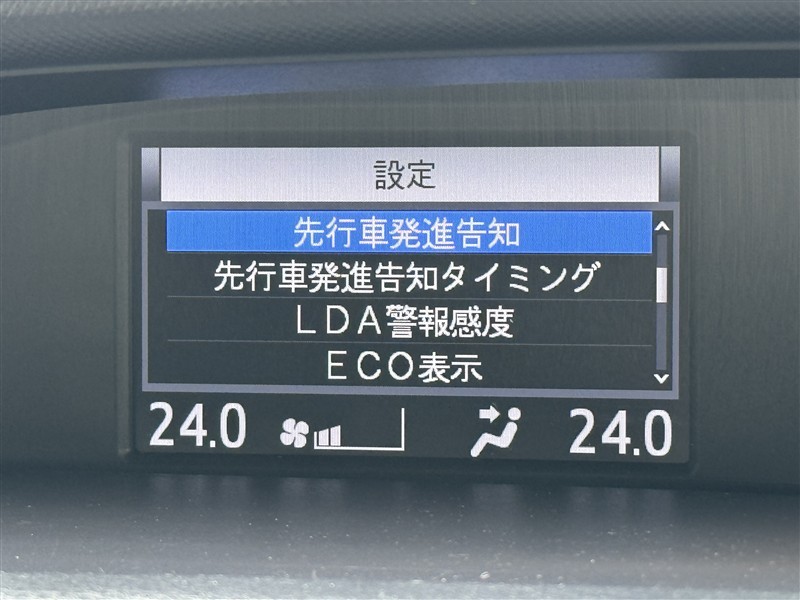 設定
先行車発進告知
先行車発進告知タイミング
LDA警報感度
ECO表示
24.0 24.0